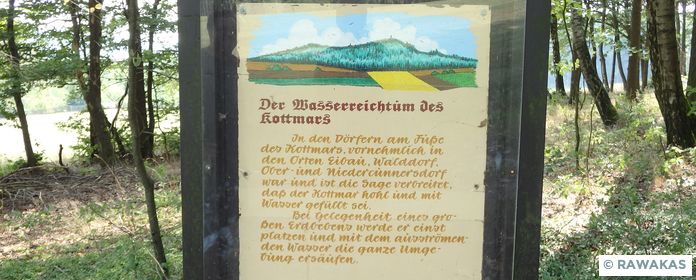 Der Wasserreichtum des
Kottmars
In den Dörfern am Fuße
des Kottmars, vornehmlich in
den Orten Eibau, Walddorf,
Ober- und Niedercunnersdorf
war und ist die Sage verbreitet,
daß der Kottmar hohl und mit
Wasser gefüllt sei.
Bei Gelegenheit eines gro-
ßen Erdbebens werde er einst
platzen und mit dem ausströmen-
den Wasser die ganze Umge-
bung ersäufen.
© RAWAKAS